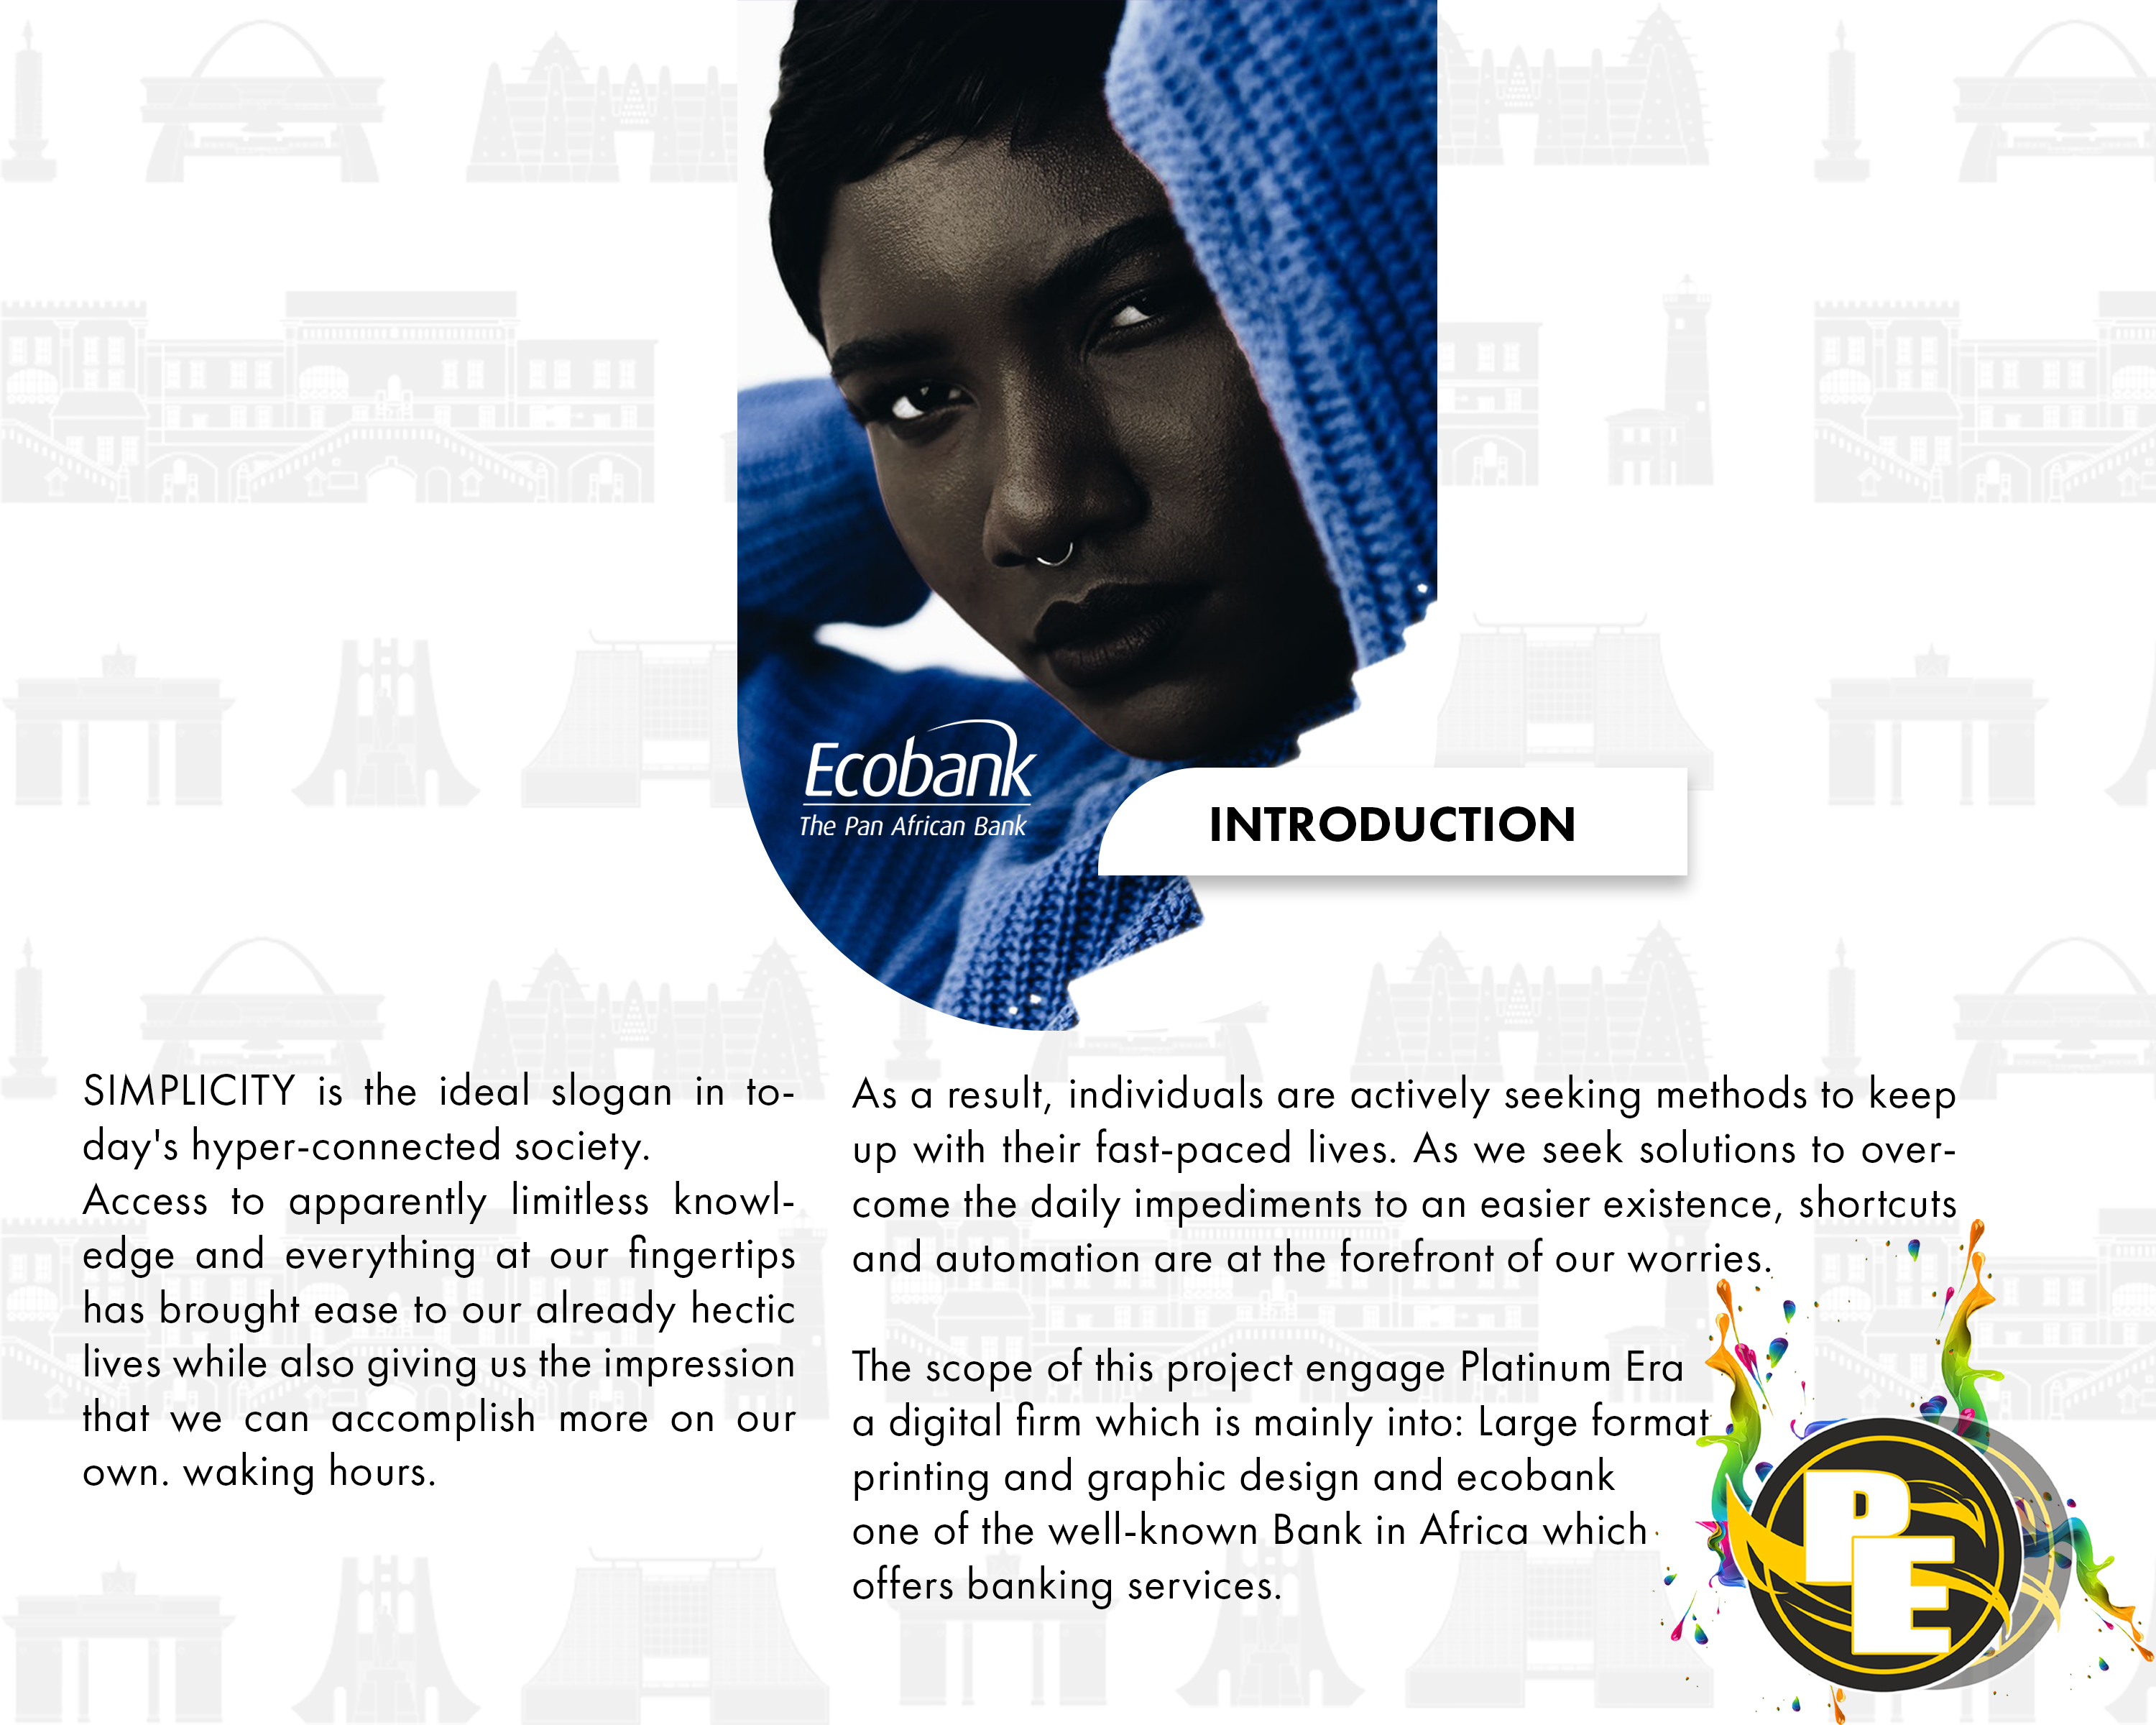 Ecobank
The Pan African Bank
INTRODUCTION
SIMPLICITY is the ideal slogan in to-
day's hyper-connected society.
Access to apparently limitless knowl-
edge and everything at our fingertips
has brought ease to our already hectic
lives while also giving us the impression
that we can accomplish more on our
own. waking hours.
As a result, individuals are actively seeking methods to keep
up with their fast-paced lives. As we seek solutions to over-
come the daily impediments to an easier existence, shortcuts
and automation are at the forefront of our worries.
The scope of this project engage Platinum Era
a digital firm which is mainly into: Large format
printing and graphic design and ecobank
one of the well-known Bank in Africa which
offers banking services.
PE